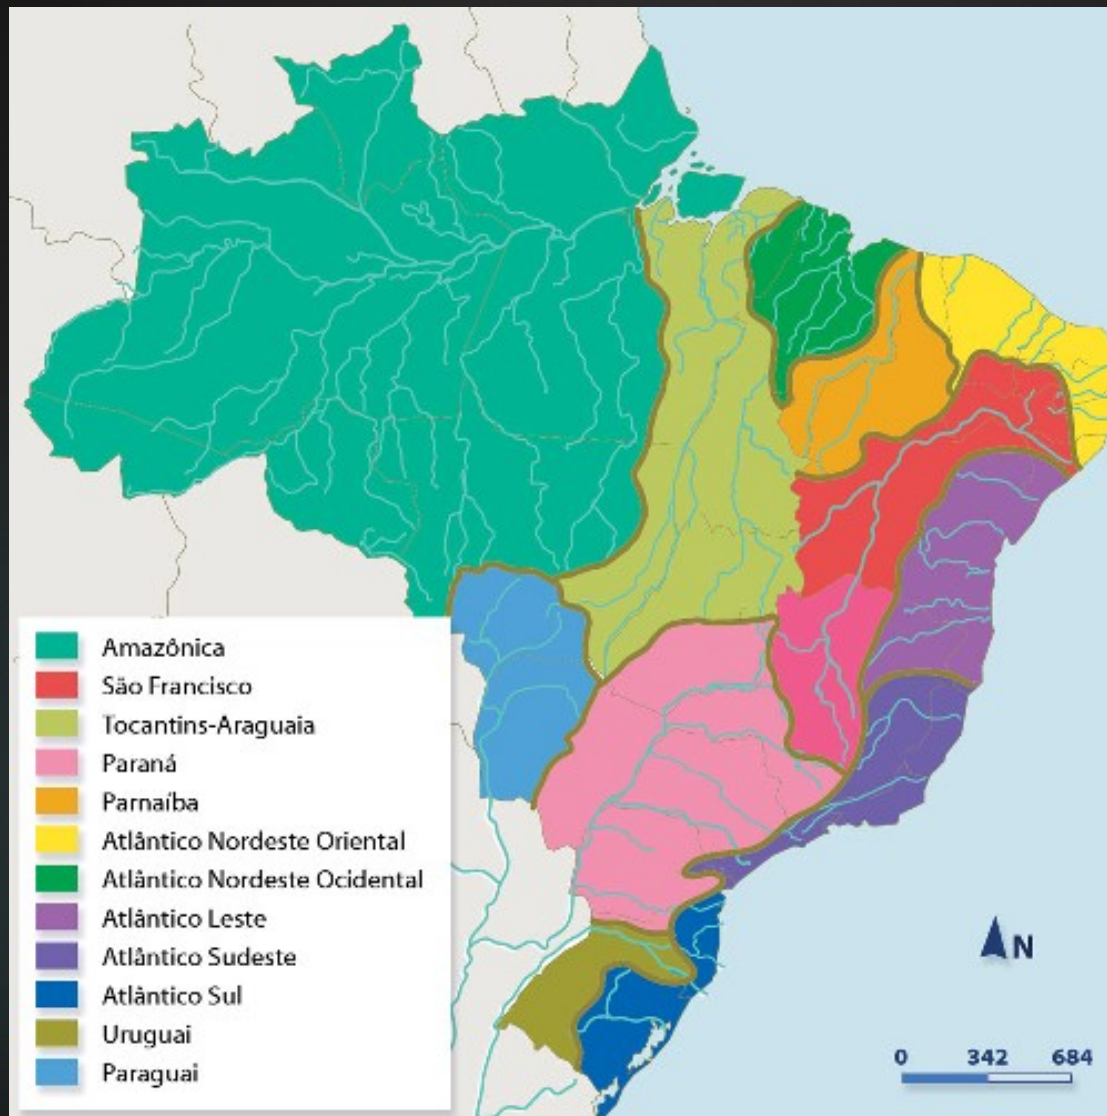 Amazônica
São Francisco
Tocantins-Araguaia
Paraná
Parnaíba
Atlântico Nordeste Oriental
Atlântico Nordeste Ocidental
Atlântico Leste
Atlântico Sudeste
Atlântico Sul
Uruguai
Paraguai
N
0 342 684